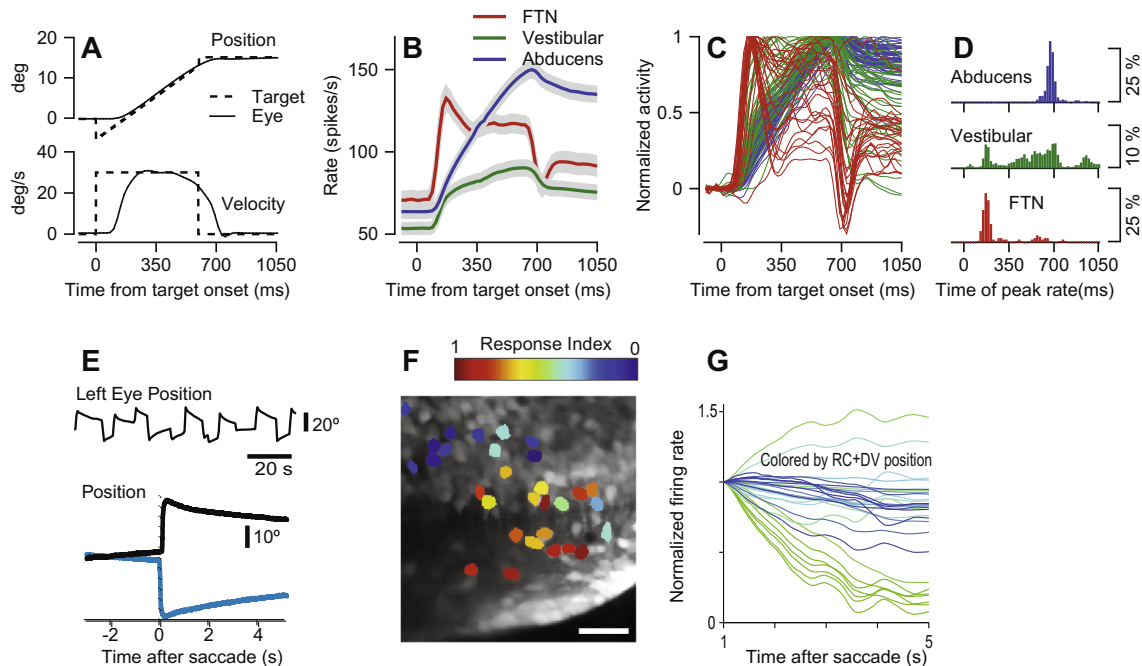 A
Position
20
10
0
deg
Target
Eye
40
20
0
deg/s
Velocity
0 350 700 1050
Time from target onset (ms)
B
FTN
Vestibular
Abducens
150
100
50
Rate (spikes/s)
0 350 700 1050
Time from target onset (ms)
C
1
0.5
0
Normalized activity
0 350 700 1050
Time from target onset (ms)
D
Abducens
25 %
Vestibular
10 %
FTN
25 %
0 350 700 1050
Time of peak rate(ms)
E
Left Eye Position
20º
20 s
Position
10º
-2 0 2 4
Time after saccade (s)
F
1 Response Index 0
G
1.5
1
0
Normalized firing rate
Colored by RC+DV position
1 5
Time after saccade (s)